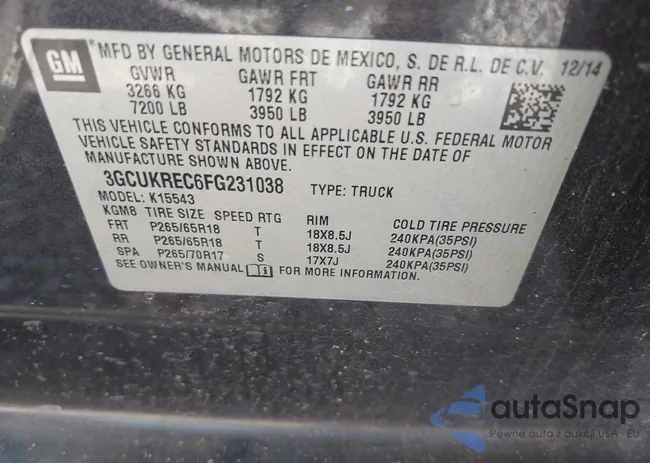 GM
MFD BY GENERAL MOTORS DE MEXICO, S. DE R.L. DE C.V. 12/14
GVWR GAWR FRT GAWR RR
3266 KG 1792 KG 1792 KG
7200 LB 3950 LB 3950 LB
THIS VEHICLE CONFORMS TO ALL APPLICABLE U.S. FEDERAL MOTOR
VEHICLE SAFETY STANDARDS IN EFFECT ON THE DATE OF
MANUFACTURE SHOWN ABOVE.
3GCUKREC6FG231038 TYPE: TRUCK
MODEL: K15543
KGM8 TIRE SIZE SPEED RTG RIM COLD TIRE PRESSURE
FRT P265/65R18 T 18X8.5J 240KPA(35PSI)
RR P265/65R18 T 18X8.5J 240KPA(35PSI)
SPA P265/70R17 S 17X7J 240KPA(35PSI)
SEE OWNER'S MANUAL FOR MORE INFORMATION.
autoSnap
Pewne auta z aukcji USA i EU